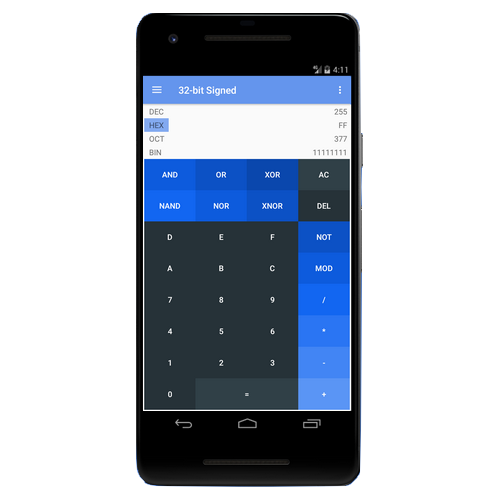 4G 4:11
32-bit Signed
DEC 255
HEX FF
OCT 377
BIN 11111111
AND OR XOR AC
NAND NOR XNOR DEL
D E F NOT
A B C MOD
7 8 9 /
4 5 6 *
1 2 3 -
0 = +